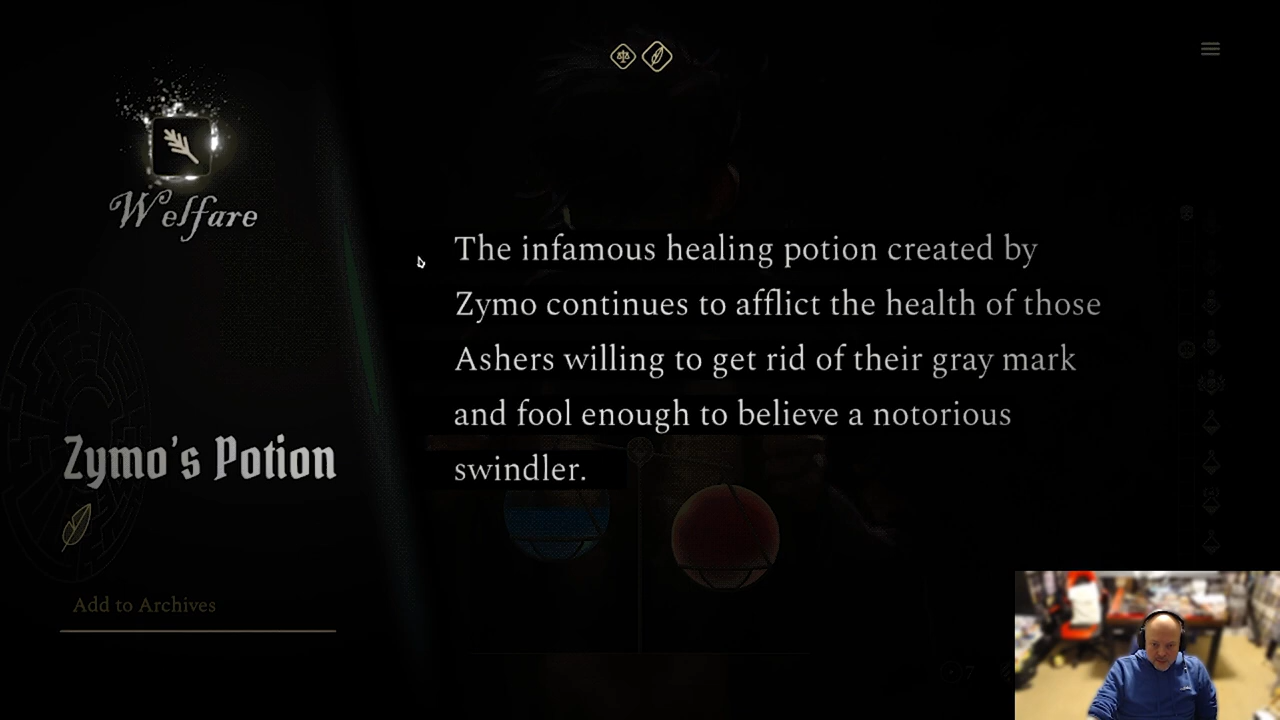 Welfare
The infamous healing potion created by
Zymo continues to afflict the health of those
Ashers willing to get rid of their gray mark
and fool enough to believe a notorious
swindler.
Zymo's Potion
Add to Archives
7